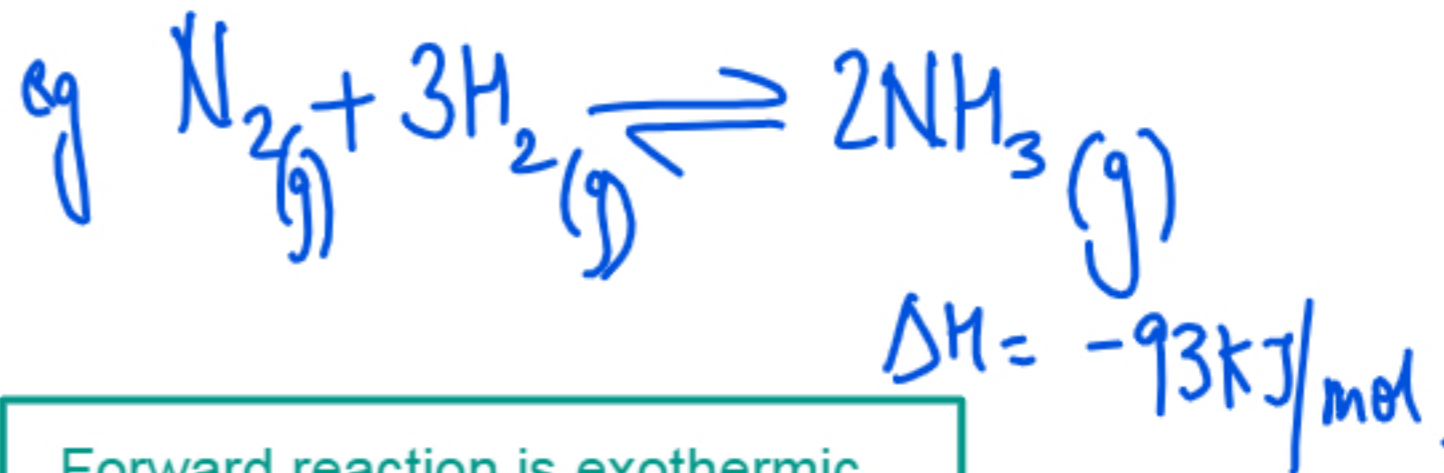 eg N₂(g) + 3H₂(g) ⇌ 2NH₃(g)
ΔH = -93KJ/mol.
Forward reaction is exothermic